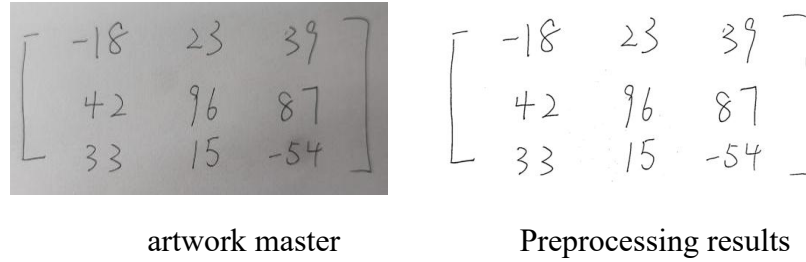 -18 23 39
42 96 87
33 15 -54
-18 23 39
42 96 87
33 15 -54
artwork master
Preprocessing results